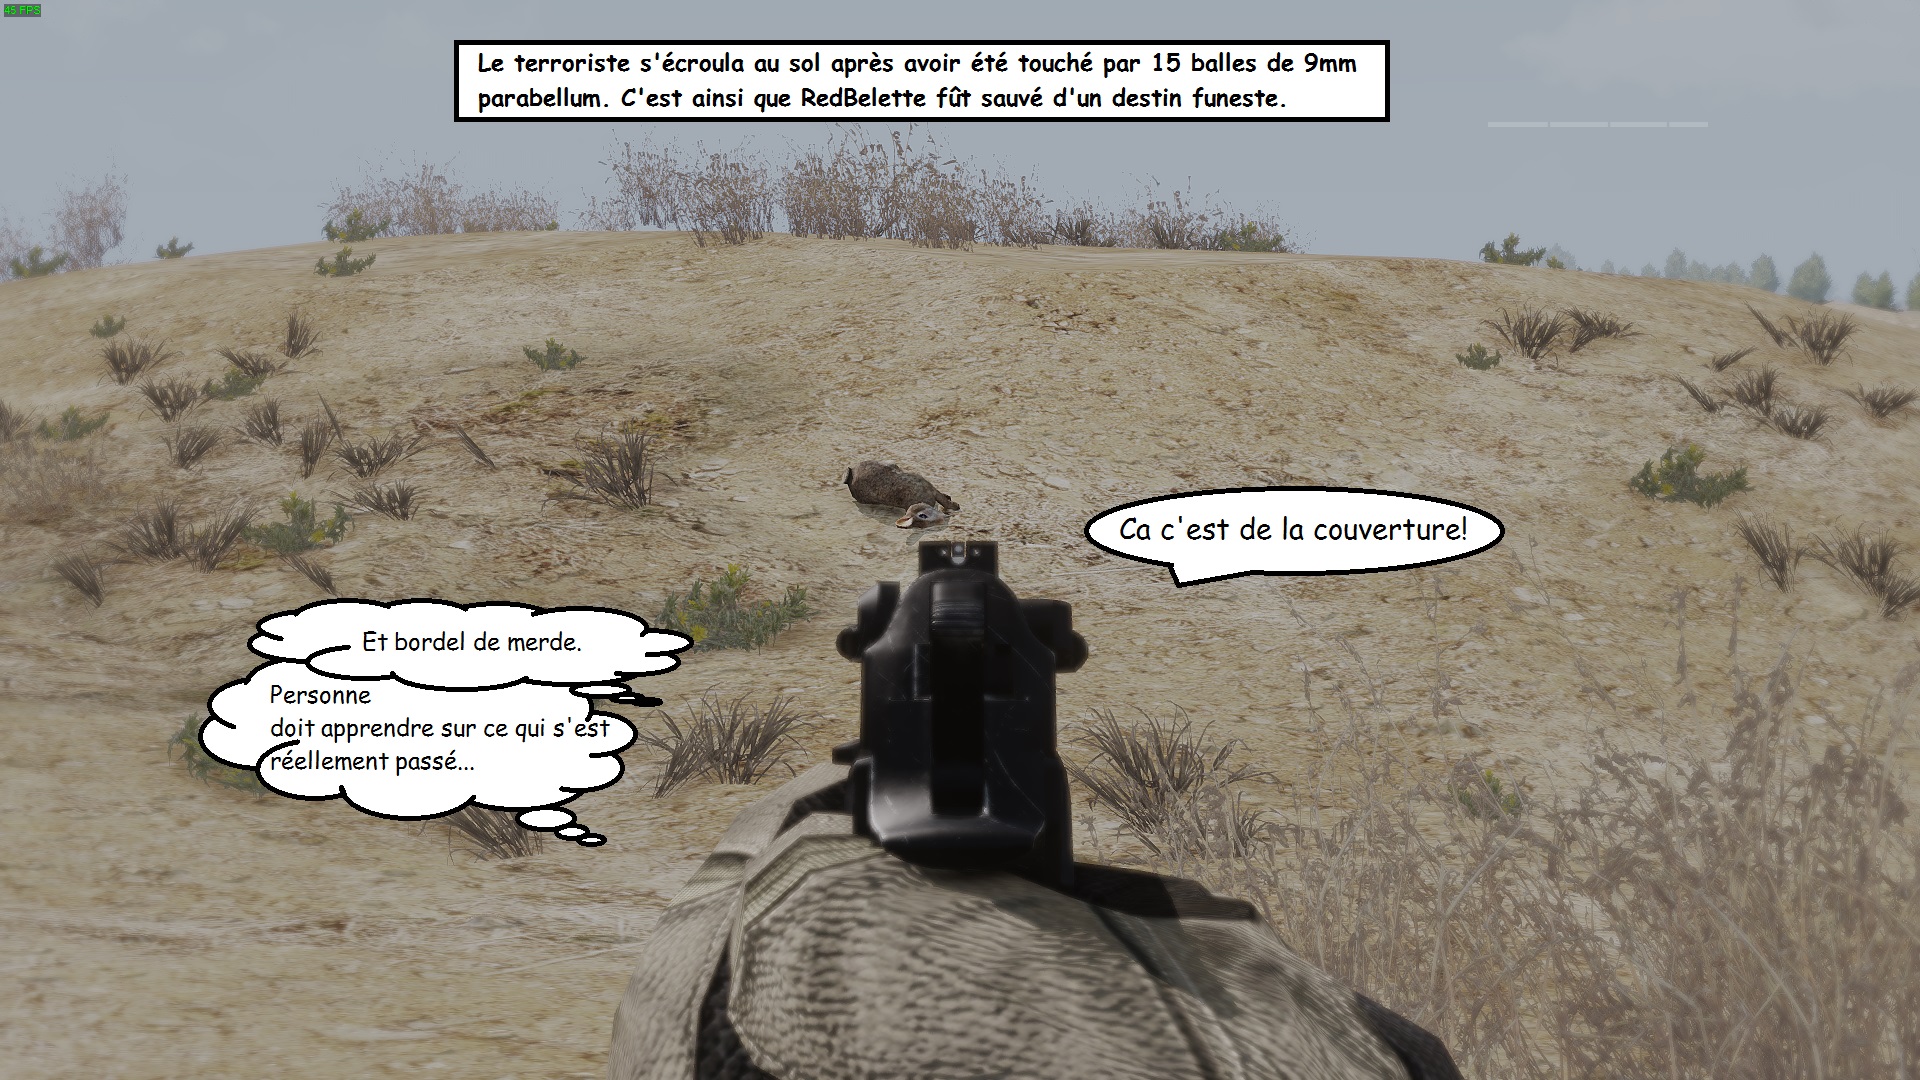 45 FPS
Le terroriste s'écroula au sol après avoir été touché par 15 balles de 9mm
parabellum. C'est ainsi que RedBelette fût sauvé d'un destin funeste.
Ca c'est de la couverture!
Et bordel de merde.
Personne
doit apprendre sur ce qui s'est
réellement passé...